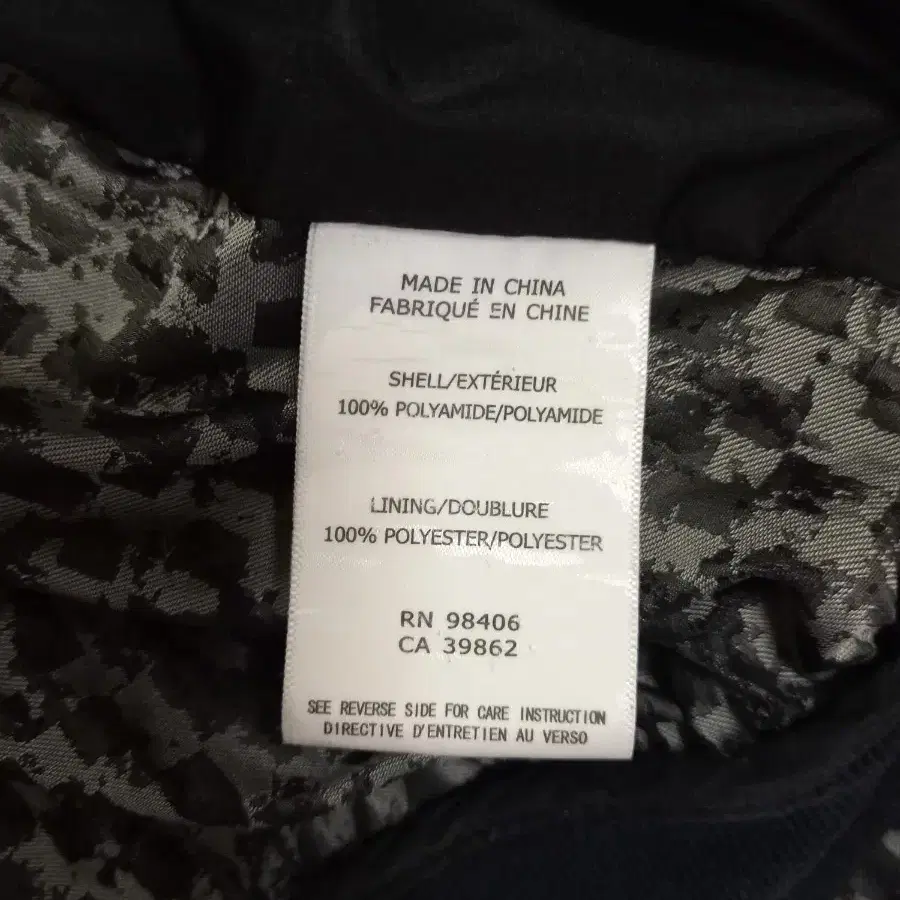 MADE IN CHINA
FABRIQUÉ EN CHINE
SHELL/EXTÉRIEUR
100% POLYAMIDE/POLYAMIDE
LINING/DOUBLURE
100% POLYESTER/POLYESTER
RN 98406
CA 39862
SEE REVERSE SIDE FOR CARE INSTRUCTION
DIRECTIVE D'ENTRETIEN AU VERSO